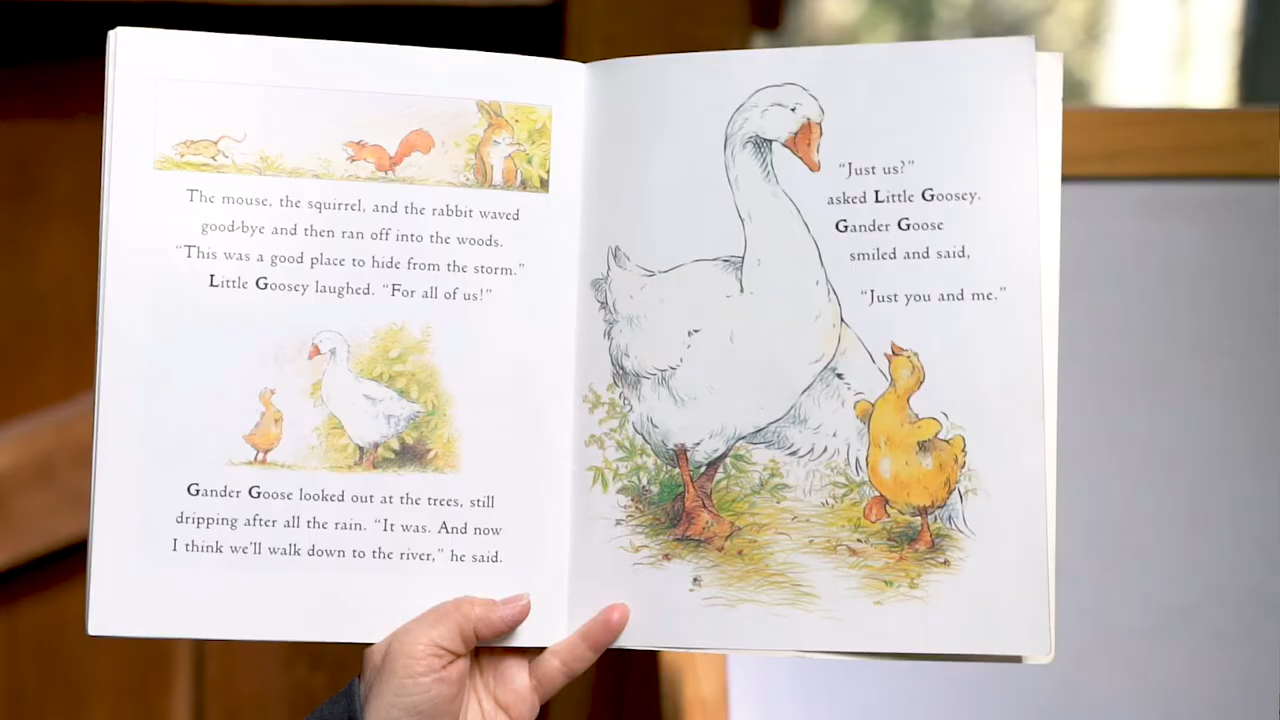 The mouse, the squirrel, and the rabbit waved
good-bye and then ran off into the woods.
"This was a good place to hide from the storm."
Little Goosey laughed. "For all of us!"
Gander Goose looked out at the trees, still
dripping after all the rain. "It was. And now
I think we'll walk down to the river," he said.
"Just us?"
asked Little Goosey.
Gander Goose
smiled and said,
"Just you and me."